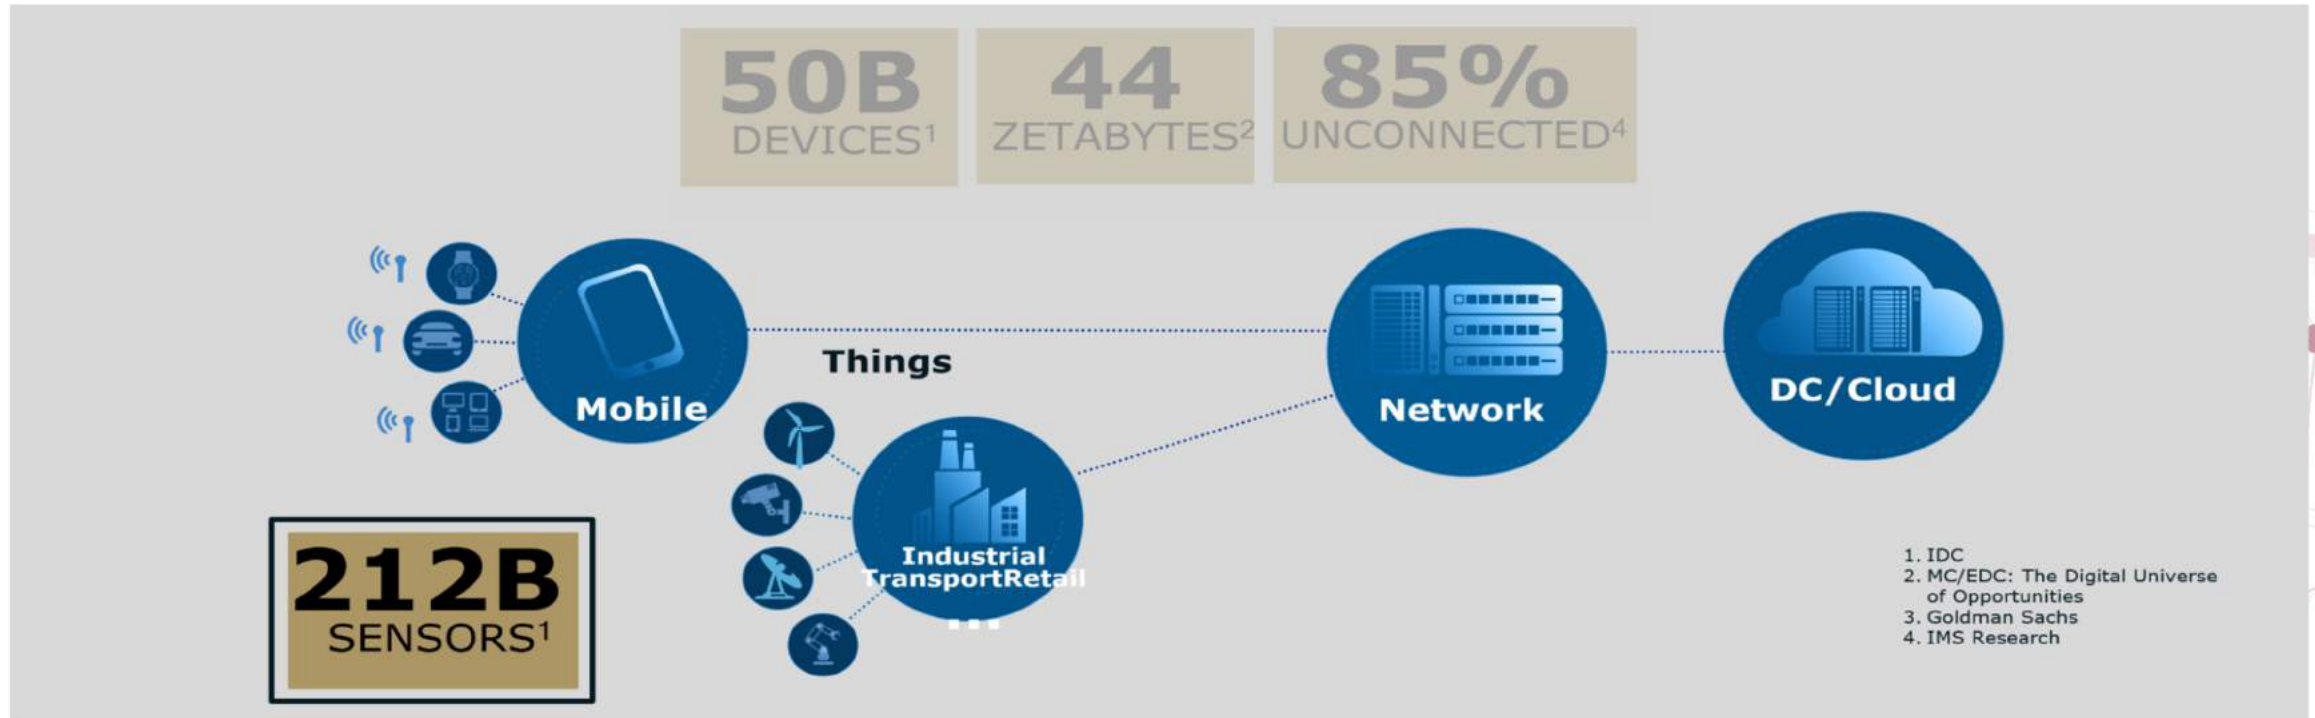 50B
DEVICES¹
44
ZETABYTES²
85%
UNCONNECTED⁴
Mobile
Things
Network
DC/Cloud
Industrial
TransportRetail
...
212B
SENSORS¹
1. IDC
2. MC/EDC: The Digital Universe
of Opportunities
3. Goldman Sachs
4. IMS Research